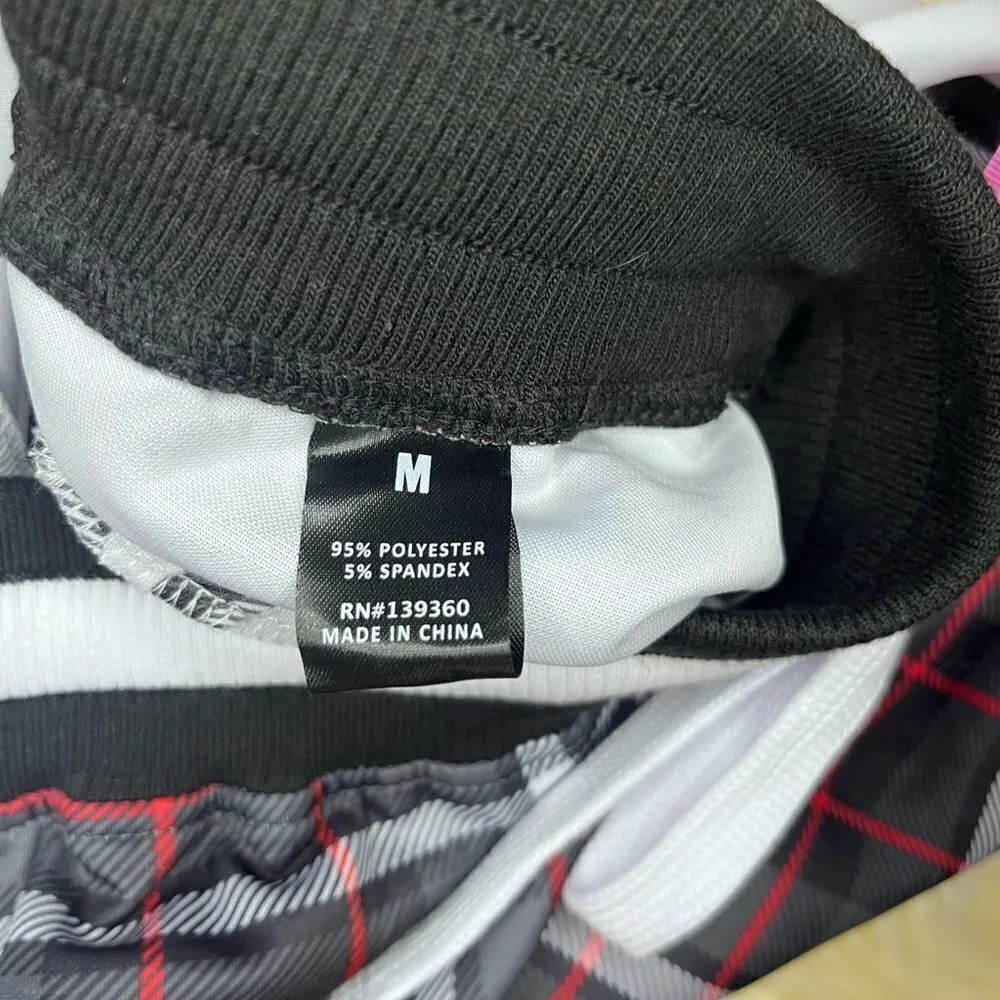 M
95% POLYESTER
5% SPANDEX
RN#139360
MADE IN CHINA